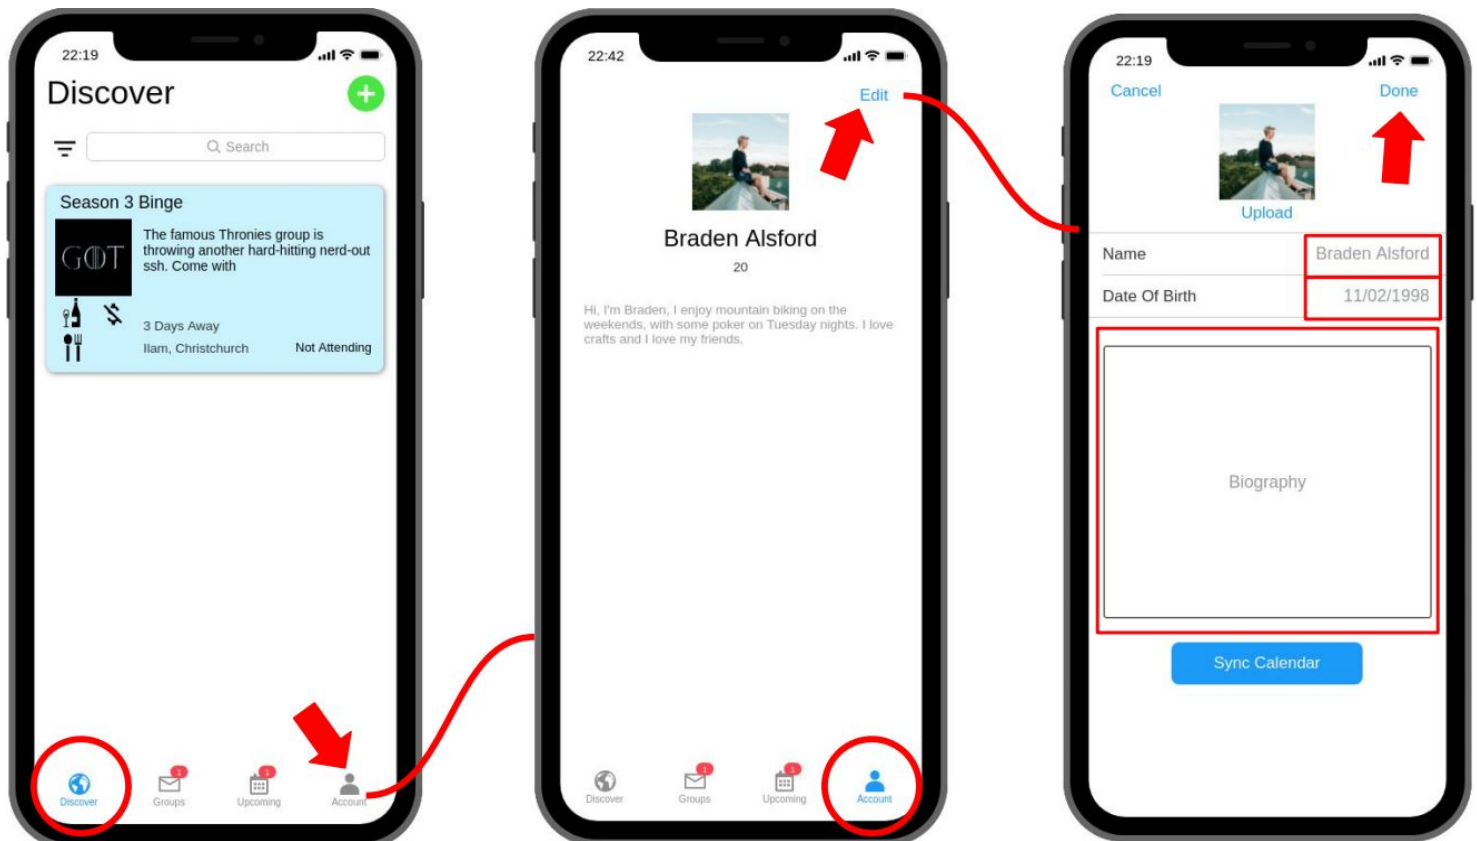 22:19
Discover
Search
Season 3 Binge
GOT
The famous Thronies group is
throwing another hard-hitting nerd-out
ssh. Come with
3 Days Away
Ilam, Christchurch Not Attending
1 1
Discover Groups Upcoming Account
22:42
Edit
Braden Alsford
20
Hi, I'm Braden, I enjoy mountain biking on the
weekends, with some poker on Tuesday nights. I love
crafts and I love my friends.
1 1
Discover Groups Upcoming Account
22:19
Cancel Done
Upload
Name Braden Alsford
Date Of Birth 11/02/1998
Biography
Sync Calendar